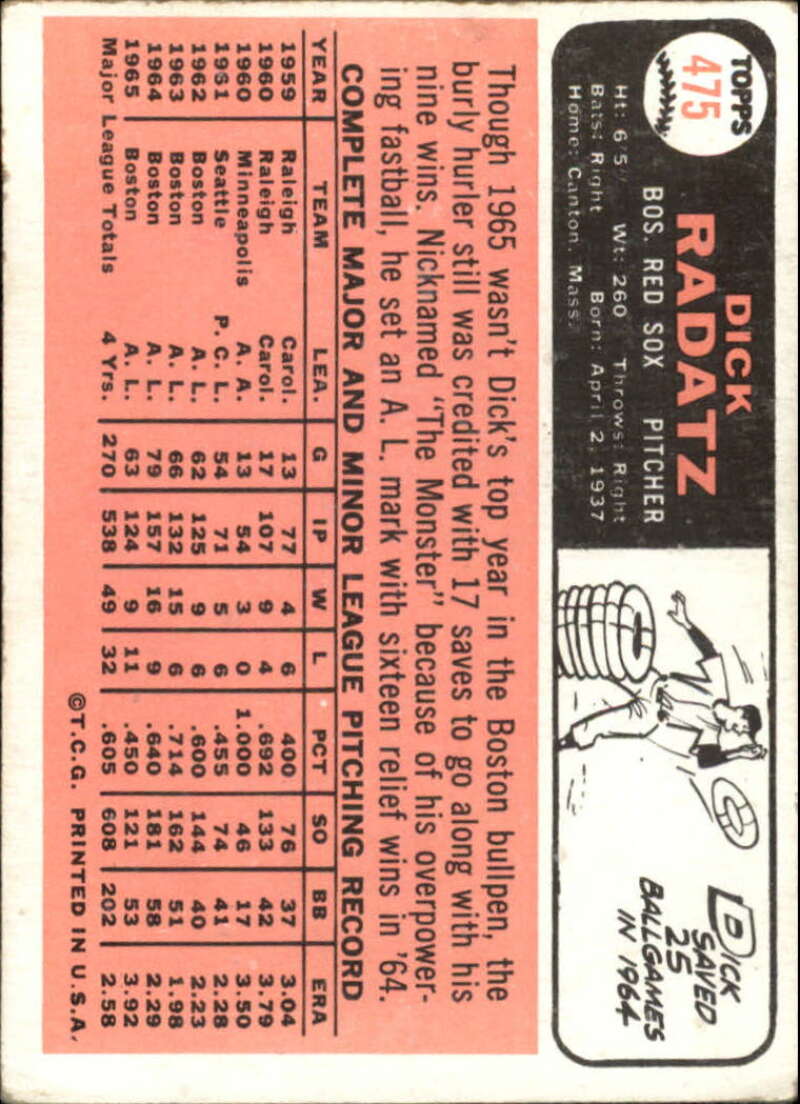 TOPPS
475
DICK
RADATZ
BOS. RED SOX PITCHER
Ht: 6'5" Wt: 260 Throws: Right
Bats: Right Born: April 2, 1937
Home: Canton, Mass.
DICK
SAVED
25
BALLGAMES
IN 1964
Though 1965 wasn't Dick's top year in the Boston bullpen, the
burly hurler still was credited with 17 saves to go along with his
nine wins. Nicknamed "The Monster" because of his overpower-
ing fastball, he set an A. L. mark with sixteen relief wins in '64.
COMPLETE MAJOR AND MINOR LEAGUE PITCHING RECORD
YEAR TEAM LEA. G IP W L PCT SO BB ERA
1959 Raleigh Carol. 13 77 4 6 .400 76 37 3.04
1960 Raleigh Carol. 17 107 9 4 .692 133 42 3.79
1960 Minneapolis A. A. 13 54 3 0 1.000 46 17 3.50
1961 Seattle P. C. L. 54 71 5 6 .455 74 41 2.28
1962 Boston A. L. 62 125 9 6 .600 144 40 2.23
1963 Boston A. L. 66 132 15 6 .714 162 51 1.98
1964 Boston A. L. 79 157 16 9 .640 181 58 2.29
1965 Boston A. L. 63 124 9 11 .450 121 53 3.92
Major League Totals 4 Yrs. 270 538 49 32 .605 608 202 2.58
©T.C.G. PRINTED IN U.S.A.